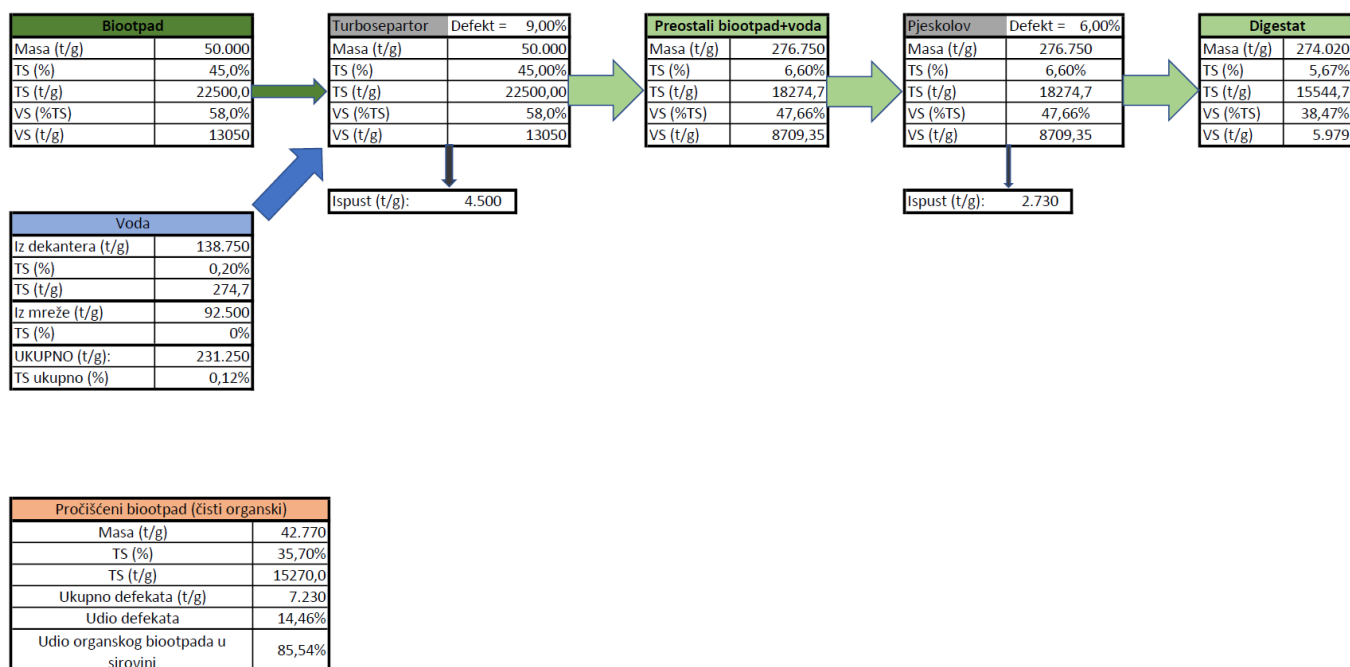 Biootpad
Masa (t/g) 50.000
TS (%) 45,0%
TS (t/g) 22500,0
VS (%TS) 58,0%
VS (t/g) 13050
Turbosepartor Defekt = 9,00%
Masa (t/g) 50.000
TS (%) 45,00%
TS (t/g) 22500,00
VS (%TS) 58,0%
VS (t/g) 13050
Ispust (t/g): 4.500
Preostali biootpad+voda
Masa (t/g) 276.750
TS (%) 6,60%
TS (t/g) 18274,7
VS (%TS) 47,66%
VS (t/g) 8709,35
Pjeskolov Defekt = 6,00%
Masa (t/g) 276.750
TS (%) 6,60%
TS (t/g) 18274,7
VS (%TS) 47,66%
VS (t/g) 8709,35
Ispust (t/g): 2.730
Digestat
Masa (t/g) 274.020
TS (%) 5,67%
TS (t/g) 15544,7
VS (%TS) 38,47%
VS (t/g) 5.979
Voda
Iz dekantera (t/g) 138.750
TS (%) 0,20%
TS (t/g) 274,7
Iz mreže (t/g) 92.500
TS (%) 0%
UKUPNO (t/g): 231.250
TS ukupno (%) 0,12%
Pročišćeni biootpad (čisti organski)
Masa (t/g) 42.770
TS (%) 35,70%
TS (t/g) 15270,0
Ukupno defekata (t/g) 7.230
Udio defekata 14,46%
Udio organskog biootpada u
sirovini 85,54%